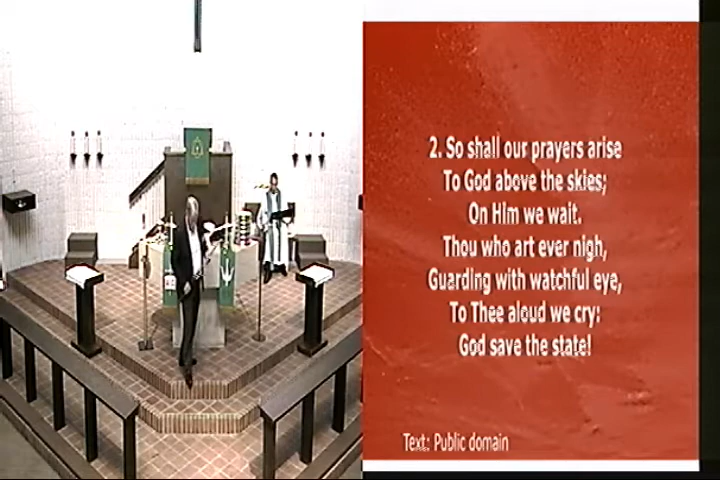 2. So shall our prayers arise
To God above the skies;
On Him we wait.
Thou who art ever nigh,
Guarding with watchful eye,
To Thee aloud we cry:
God save the state!
Text: Public domain